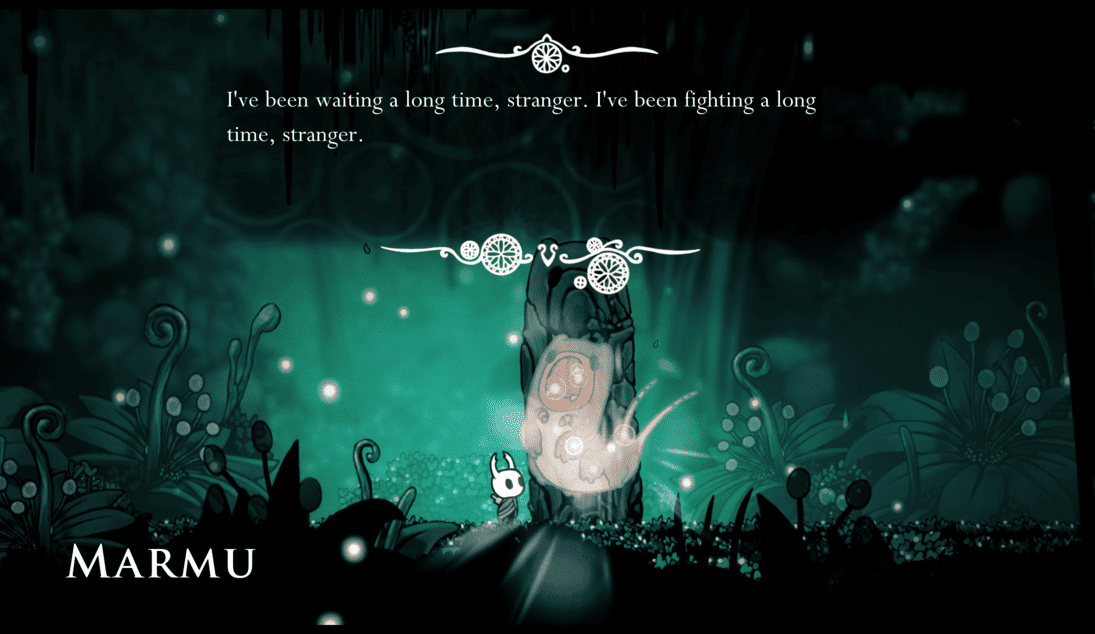 I've been waiting a long time, stranger. I've been fighting a long
time, stranger.
MARMU